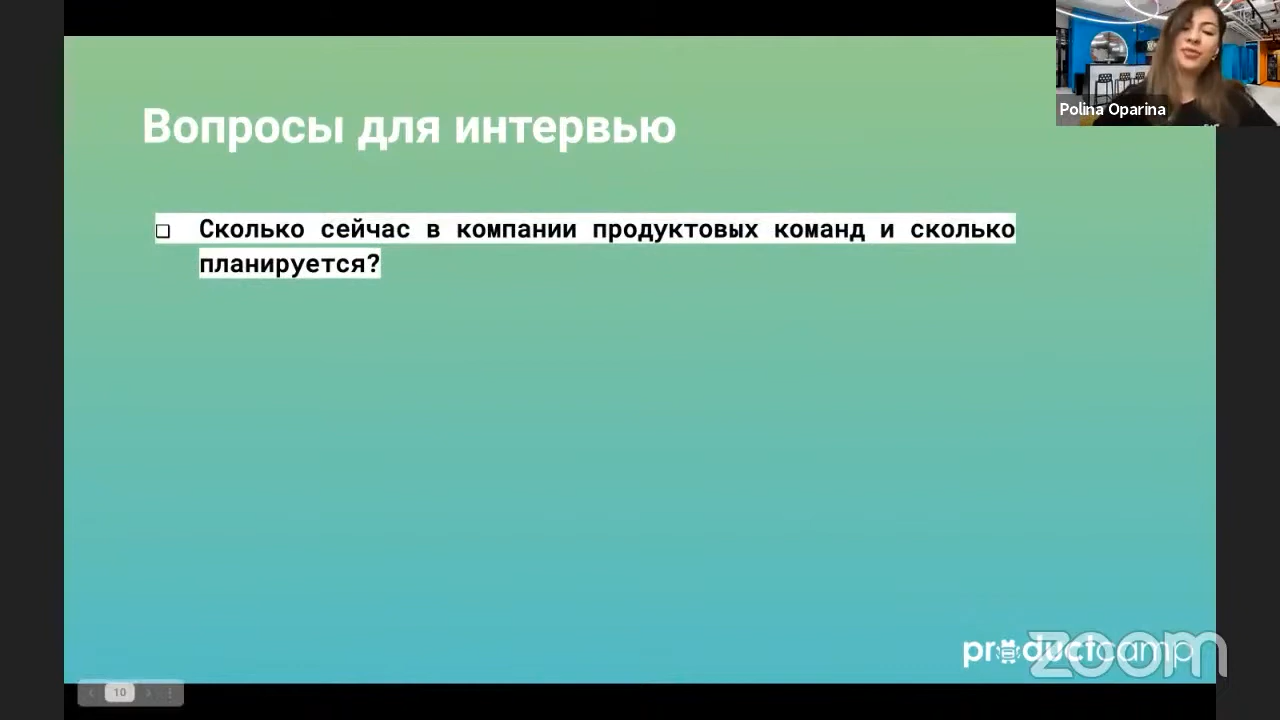 Polina Oparina
Вопросы для интервью
❏ Сколько сейчас в компании продуктовых команд и сколько
планируется?
productcamp
zoom
10